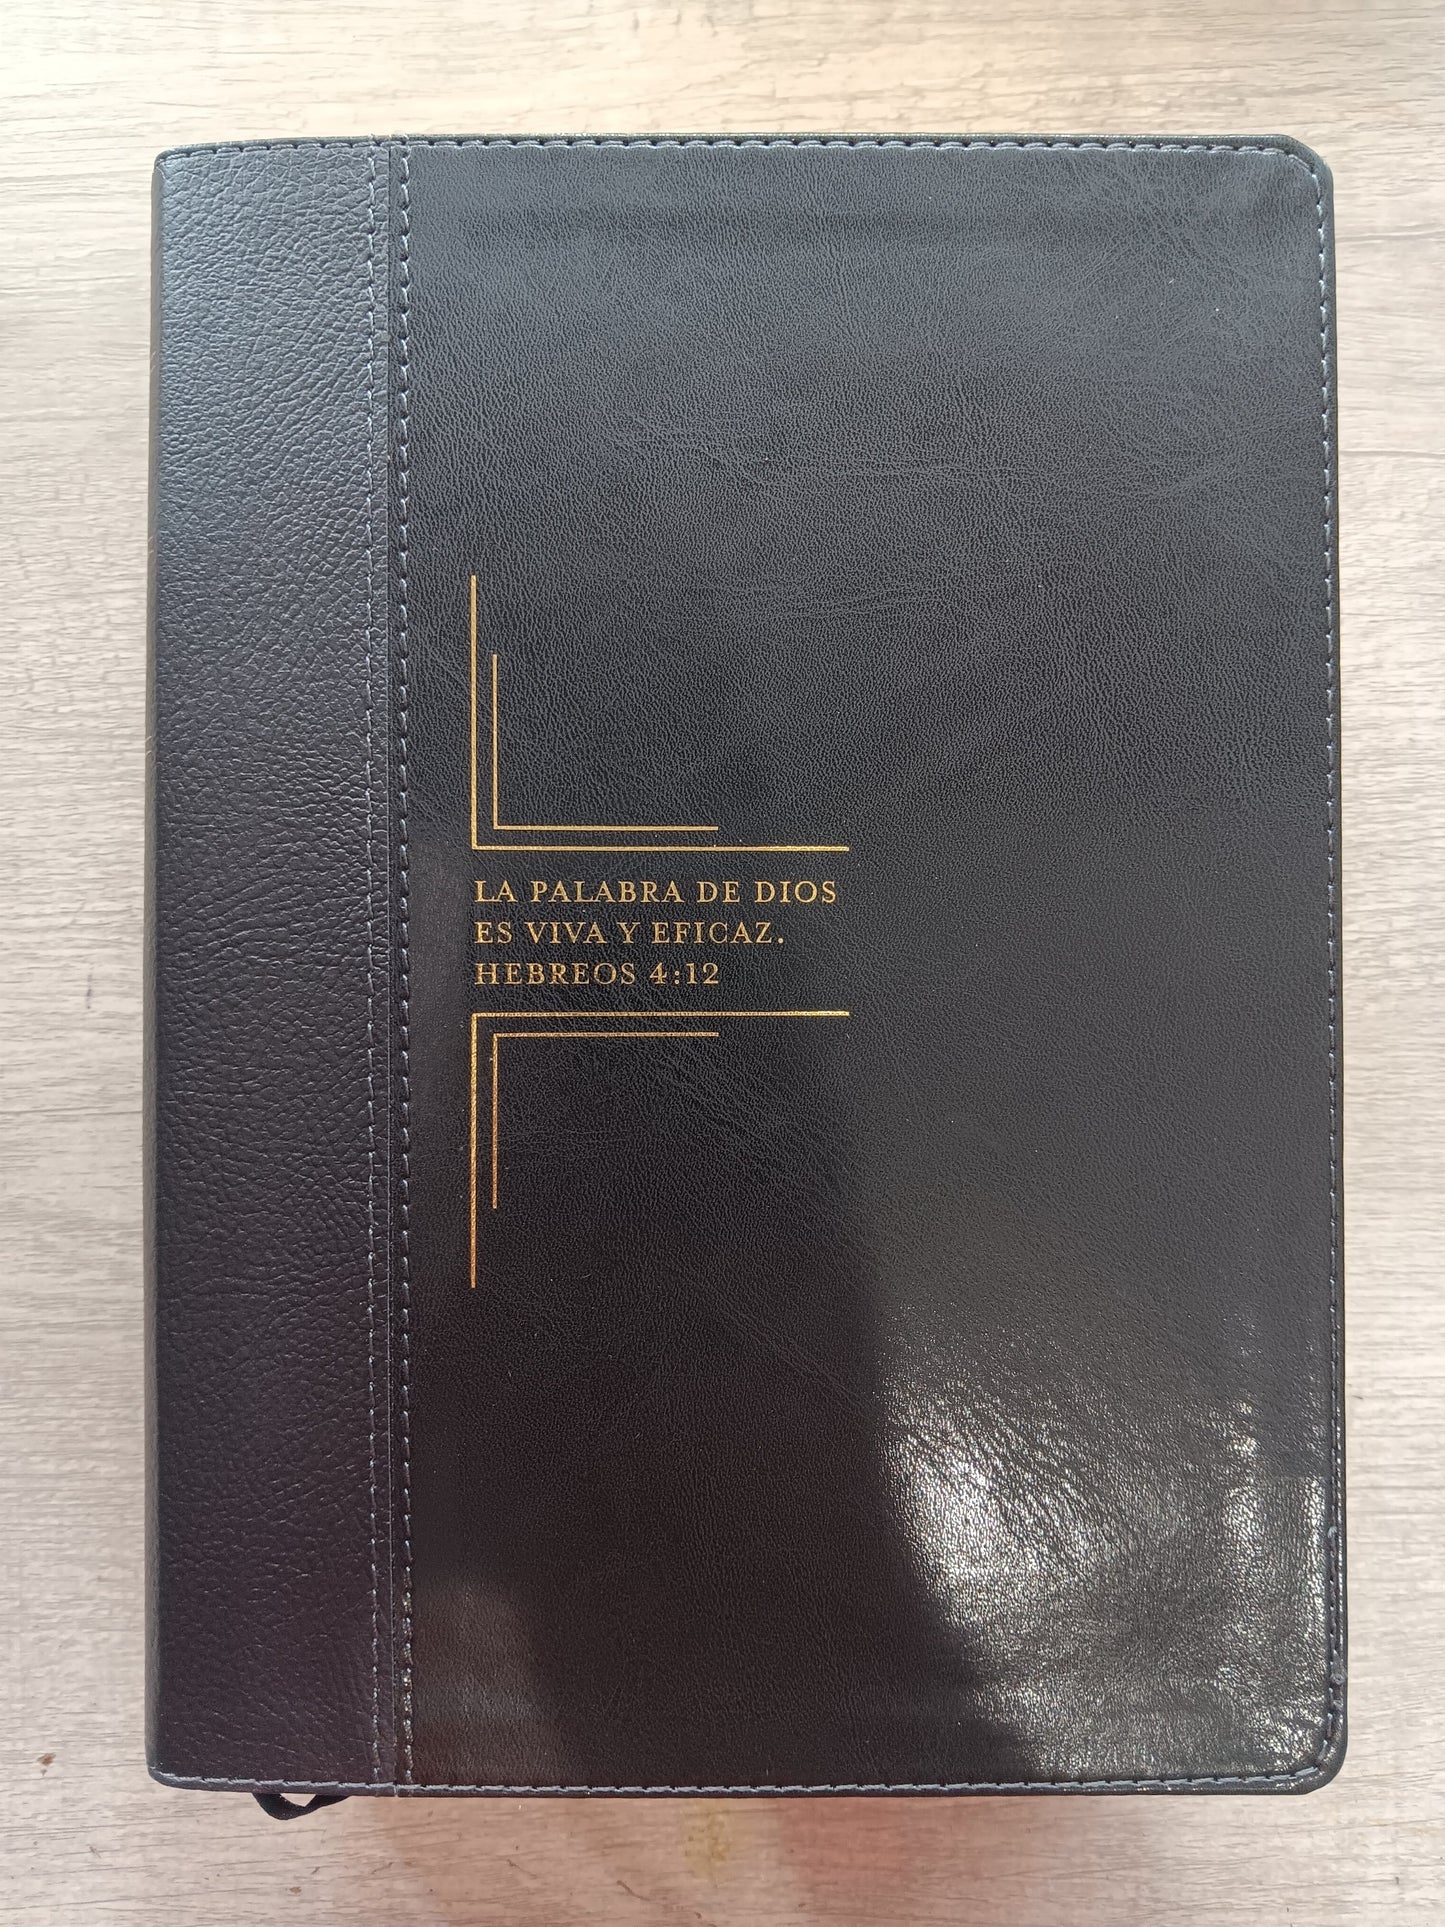 LA PALABRA DE DIOS
ES VIVA Y EFICAZ.
HEBREOS 4:12